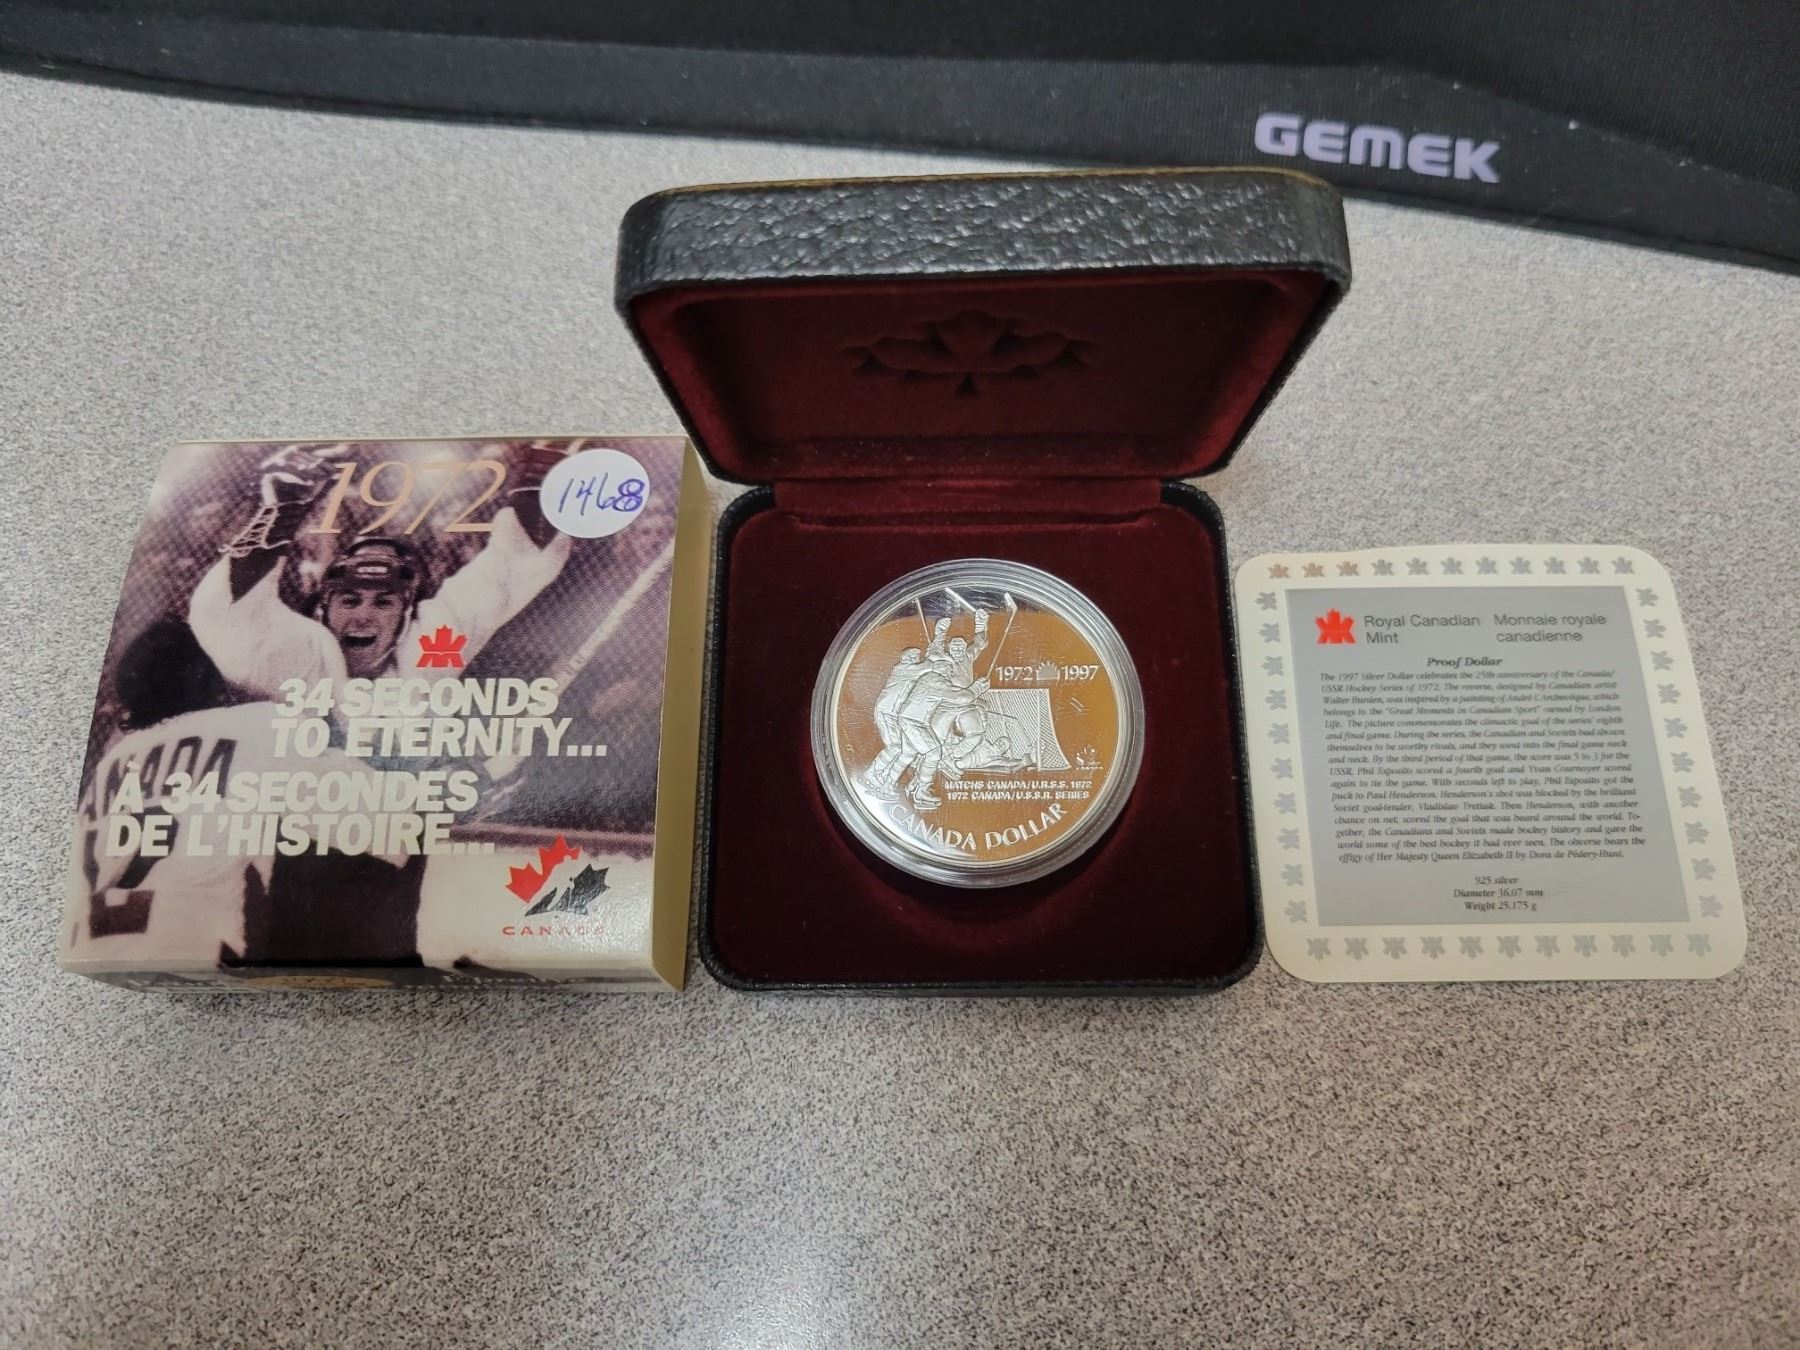 GEMEK
1972
1468
34 SECONDS
TO ETERNITY...
À 34 SECONDES
DE L'HISTOIRE...
CANADA
1972 1997
MATCHS CANADA/U.R.S.S. 1972
1972 CANADA/U.S.S.R. SERIES
CANADA DOLLAR
Royal Canadian Mint
Monnaie royale canadienne
Proof Dollar
The 1997 Silver Dollar celebrates the 25th anniversary of the Canada/
USSR Hockey Series of 1972. The reverse, designed by Canadian artist
Walter Burden, was inspired by a painting of André L'Archevêque, which
belongs to the "Great Moments in Canadian Sport" owned by London
Life. The picture commemorates the climactic goal of the series' eighth
and final game. During the series, the Canadian and Soviets had shown
themselves to be worthy rivals, and they went into the final game neck
and neck. By the third period of that game, the score was 5 to 3 for the
USSR. Phil Esposito scored a fourth goal and Yvan Cournoyer scored
again to tie the game. With seconds left to play, Phil Esposito got the
puck to Paul Henderson. Henderson's shot was blocked by the brilliant
Soviet goal-tender, Vladislav Tretiak. Then Henderson, with another
chance on net, scored the goal that was heard around the world. To-
gether, the Canadians and Soviets made hockey history and gave the
world some of the best hockey it had ever seen. The obverse bears the
effigy of Her Majesty Queen Elizabeth II by Dora de Pédery-Hunt.
925 silver
Diameter 36.07 mm
Weight 25.175 g